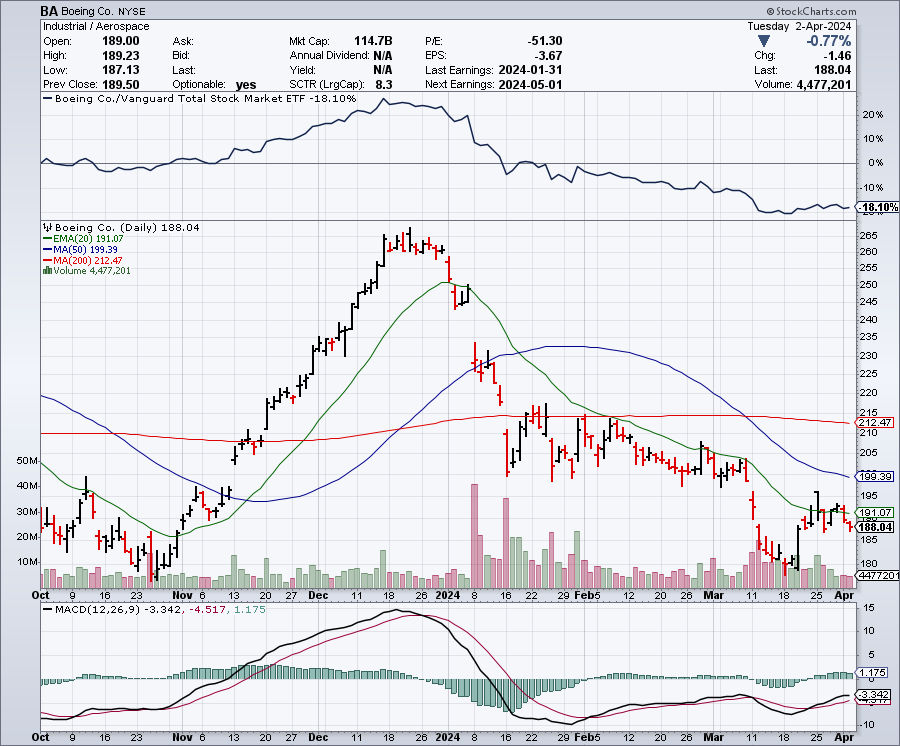 BA Boeing Co. NYSE © StockCharts.com
Industrial / Aerospace Tuesday 2-Apr-2024
Open: 189.00 Ask: Mkt Cap: 114.7B P/E: -51.30 ▼ -0.77%
High: 189.23 Bid: Annual Dividend: N/A EPS: -3.67 Chg: -1.46
Low: 187.13 Last: Yield: N/A Last Earnings: 2024-01-31 Last: 188.04
Prev Close: 189.50 Optionable: yes SCTR (LrgCap): 8.3 Next Earnings: 2024-05-01 Volume: 4,477,201
Boeing Co./Vanguard Total Stock Market ETF -18.10%
20%
10%
0%
-10%
-18.10%
Boeing Co. (Daily) 188.04
EMA(20) 191.07
MA(50) 199.39
MA(200) 212.47
Volume 4,477,201
265
260
255
250
245
240
235
230
225
220
215
212.47
210
205
199.39
195
191.07
188.04
185
180
4477201
50M
40M
30M
20M
10M
Oct 9 16 23 Nov 6 13 20 27 Dec 11 18 26 2024 8 16 22 Feb5 12 20 26 Mar 11 18 25 Apr
MACD(12,26,9) -3.342, -4.517, 1.175
15
10
5
1.175
-3.342
-4.517
-10
Oct 9 16 23 Nov 6 13 20 27 Dec 11 18 26 2024 8 16 22 Feb5 12 20 26 Mar 11 18 25 Apr